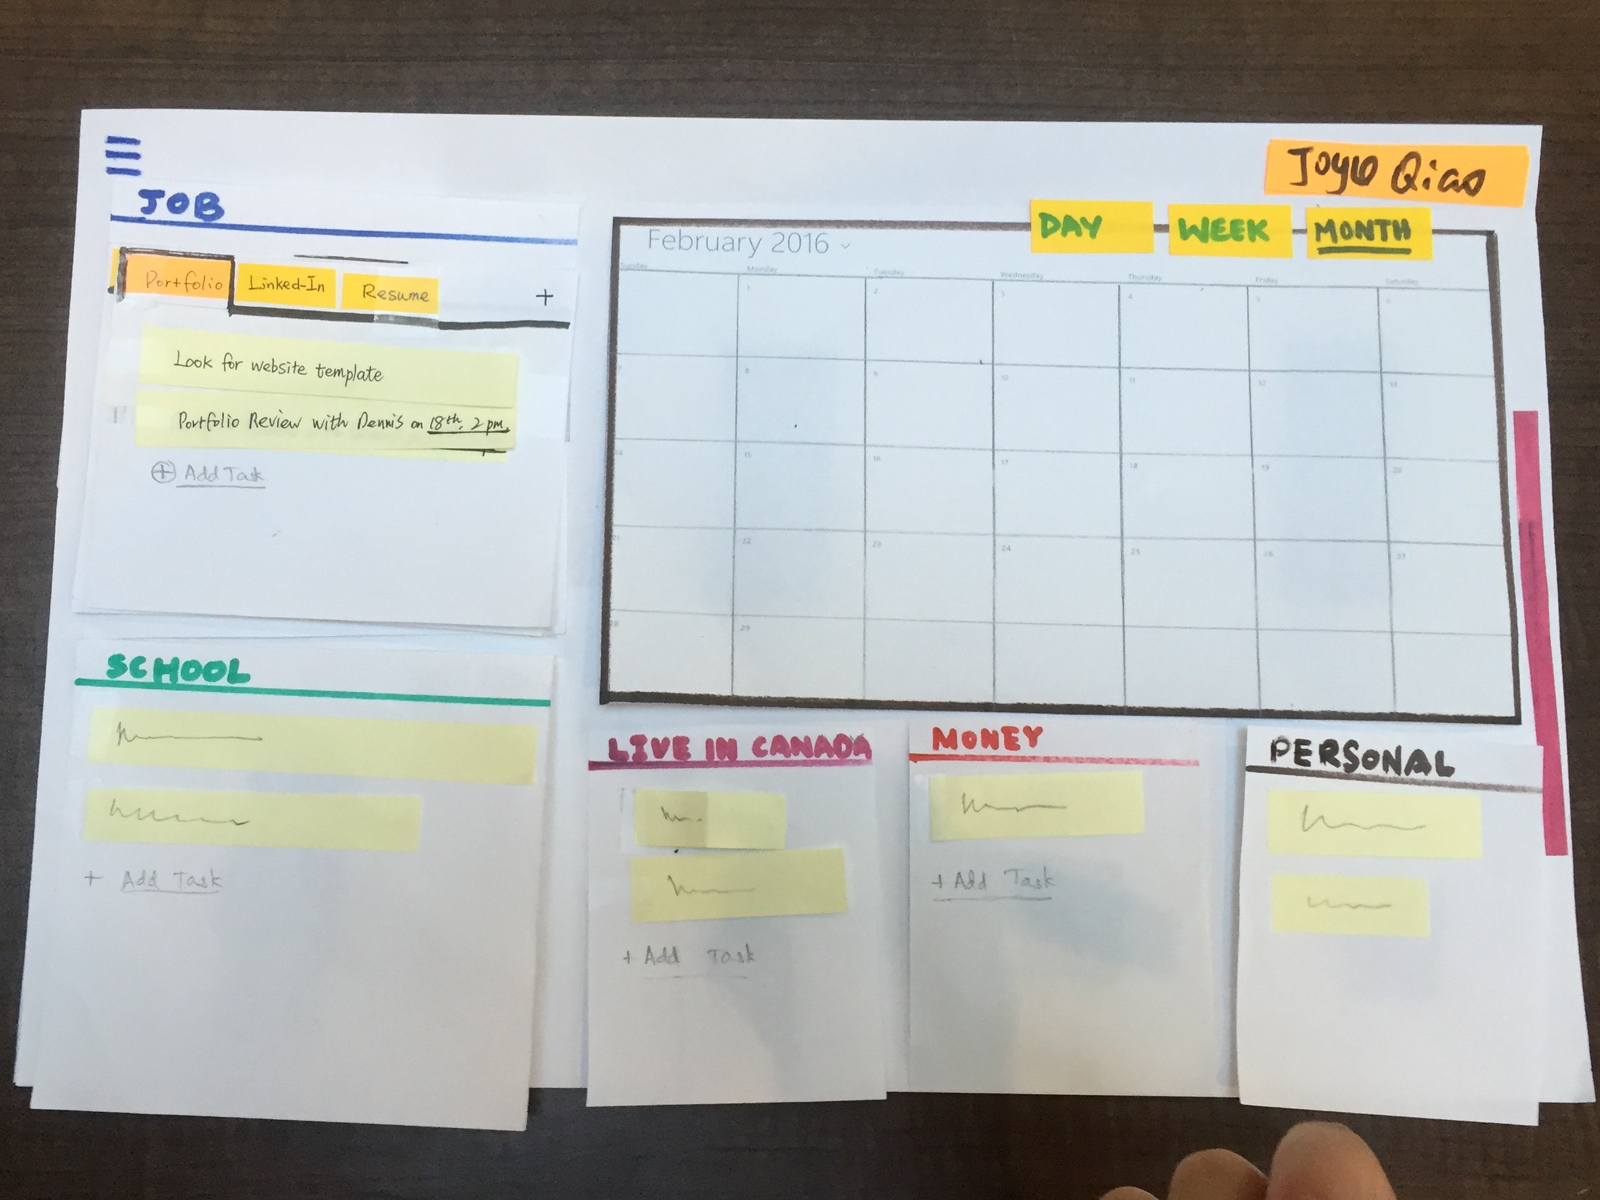 Joyce Qiao
JOB
Portfolio Linked-In Resume +
Look for website template
Portfolio Review with Dennis on 18th, 2 pm
+ Add Task
DAY WEEK MONTH
February 2016
Sunday Monday Tuesday Wednesday Thursday Friday Saturday
1 2 3 4 5 6
7 8 9 10 11 12 13
14 15 16 17 18 19 20
21 22 23 24 25 26 27
28 29
SCHOOL
+ Add Task
LIVE IN CANADA
+ Add Task
MONEY
+ Add Task
PERSONAL